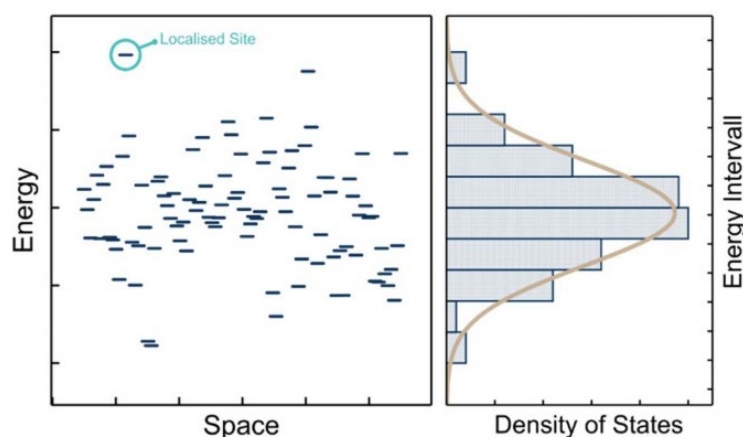 Localised Site
Energy
Space
Density of States
Energy Intervall